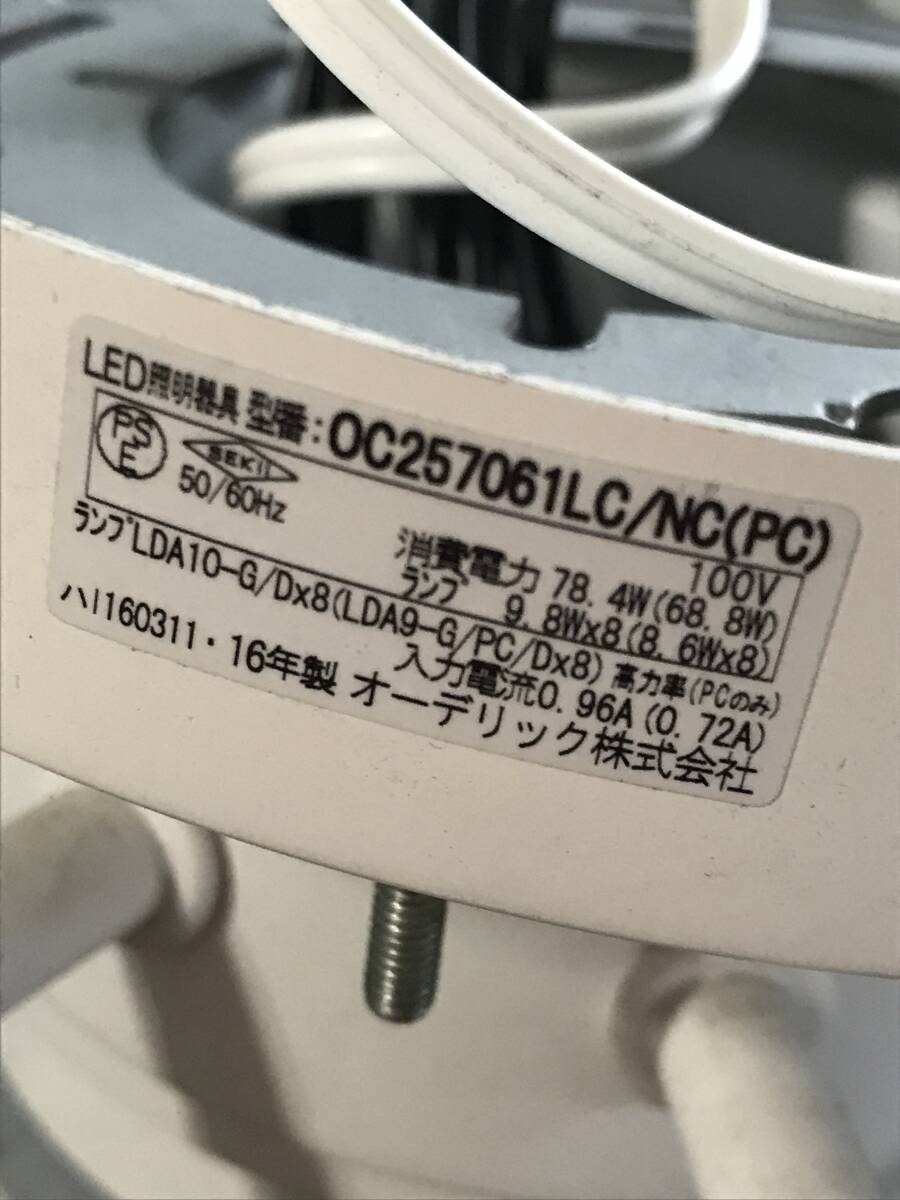 LED照明器具 型番:OC257061LC/NC(PC)
PSE SEKII 100V
50/60Hz 消費電力 78.4W(68.8W)
ランプ 9.8Wx8(8.6Wx8)
ランプLDA10-G/Dx8(LDA9-G/PC/Dx8) 高力率(PCのみ)
入力電流0.96A(0.72A)
ハI160311・16年製 オーデリック株式会社